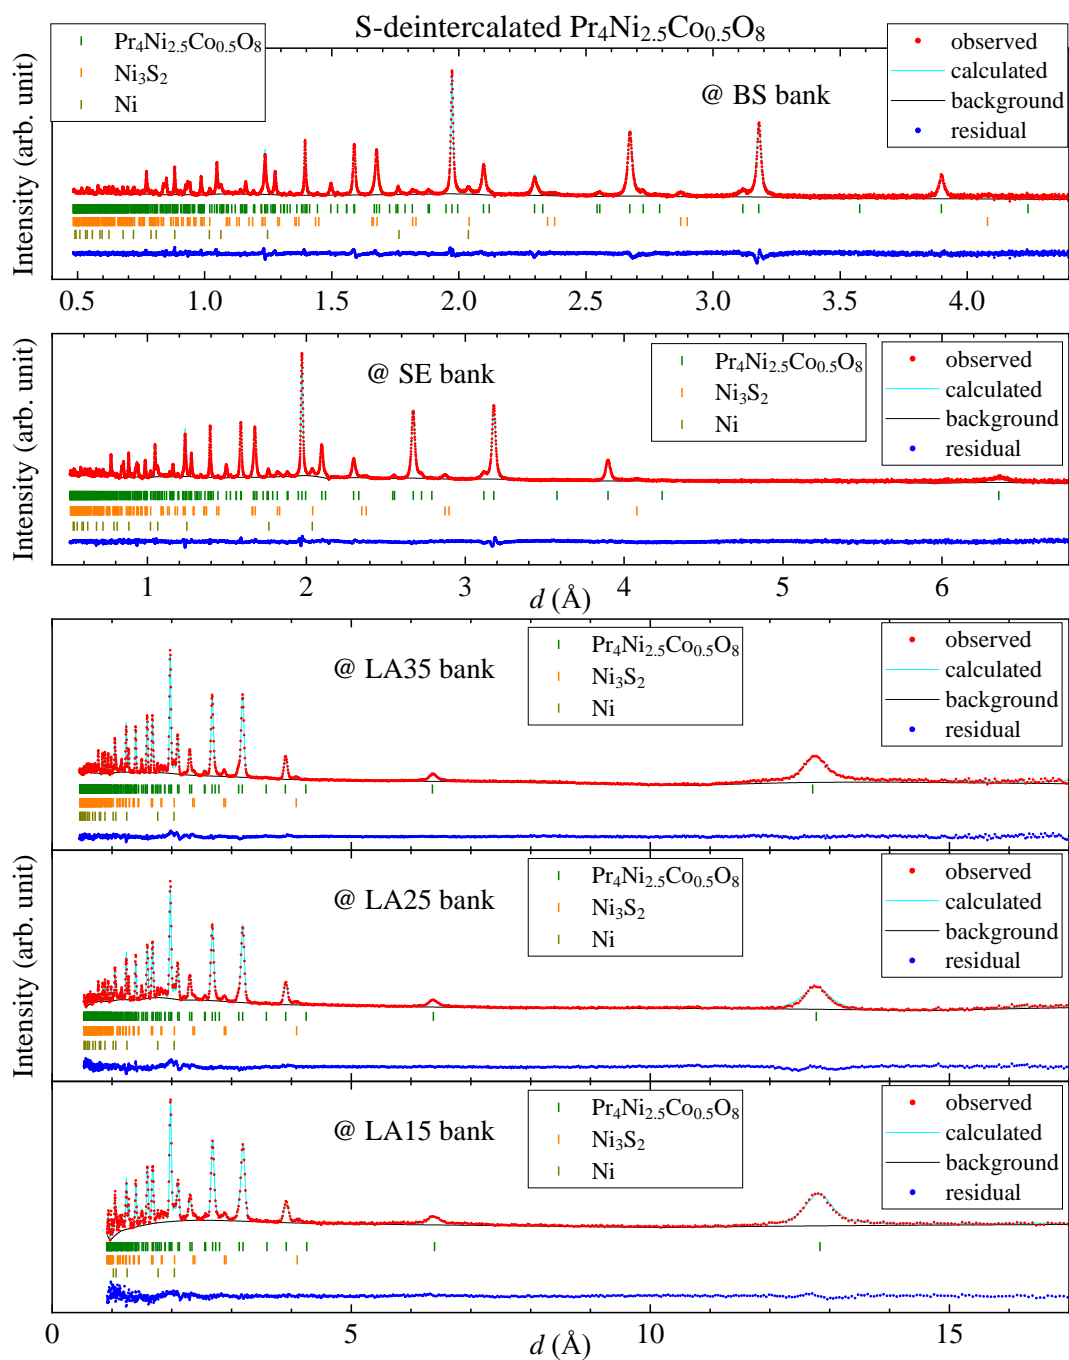 S-deintercalated Pr₄Ni₂.₅Co₀.₅O₈
Pr₄Ni₂.₅Co₀.₅O₈
Ni₃S₂
Ni
@ BS bank
observed
calculated
background
residual
Intensity (arb. unit)
0.5 1.0 1.5 2.0 2.5 3.0 3.5 4.0
@ SE bank
Pr₄Ni₂.₅Co₀.₅O₈
Ni₃S₂
Ni
observed
calculated
background
residual
Intensity (arb. unit)
1 2 3 4 5 6
d (Å)
@ LA35 bank
Pr₄Ni₂.₅Co₀.₅O₈
Ni₃S₂
Ni
observed
calculated
background
residual
@ LA25 bank
Pr₄Ni₂.₅Co₀.₅O₈
Ni₃S₂
Ni
observed
calculated
background
residual
Intensity (arb. unit)
@ LA15 bank
Pr₄Ni₂.₅Co₀.₅O₈
Ni₃S₂
Ni
observed
calculated
background
residual
0 5 10 15
d (Å)